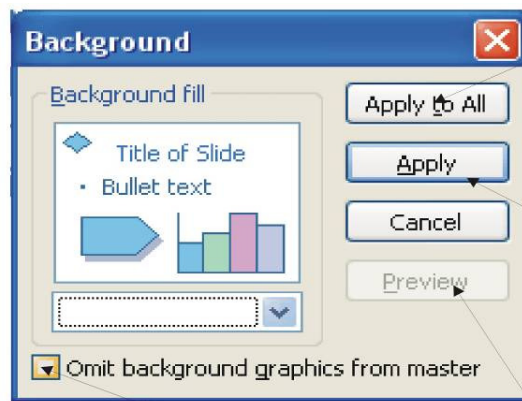 Background
Background fill
Title of Slide
• Bullet text
Apply to All
Apply
Cancel
Preview
Omit background graphics from master